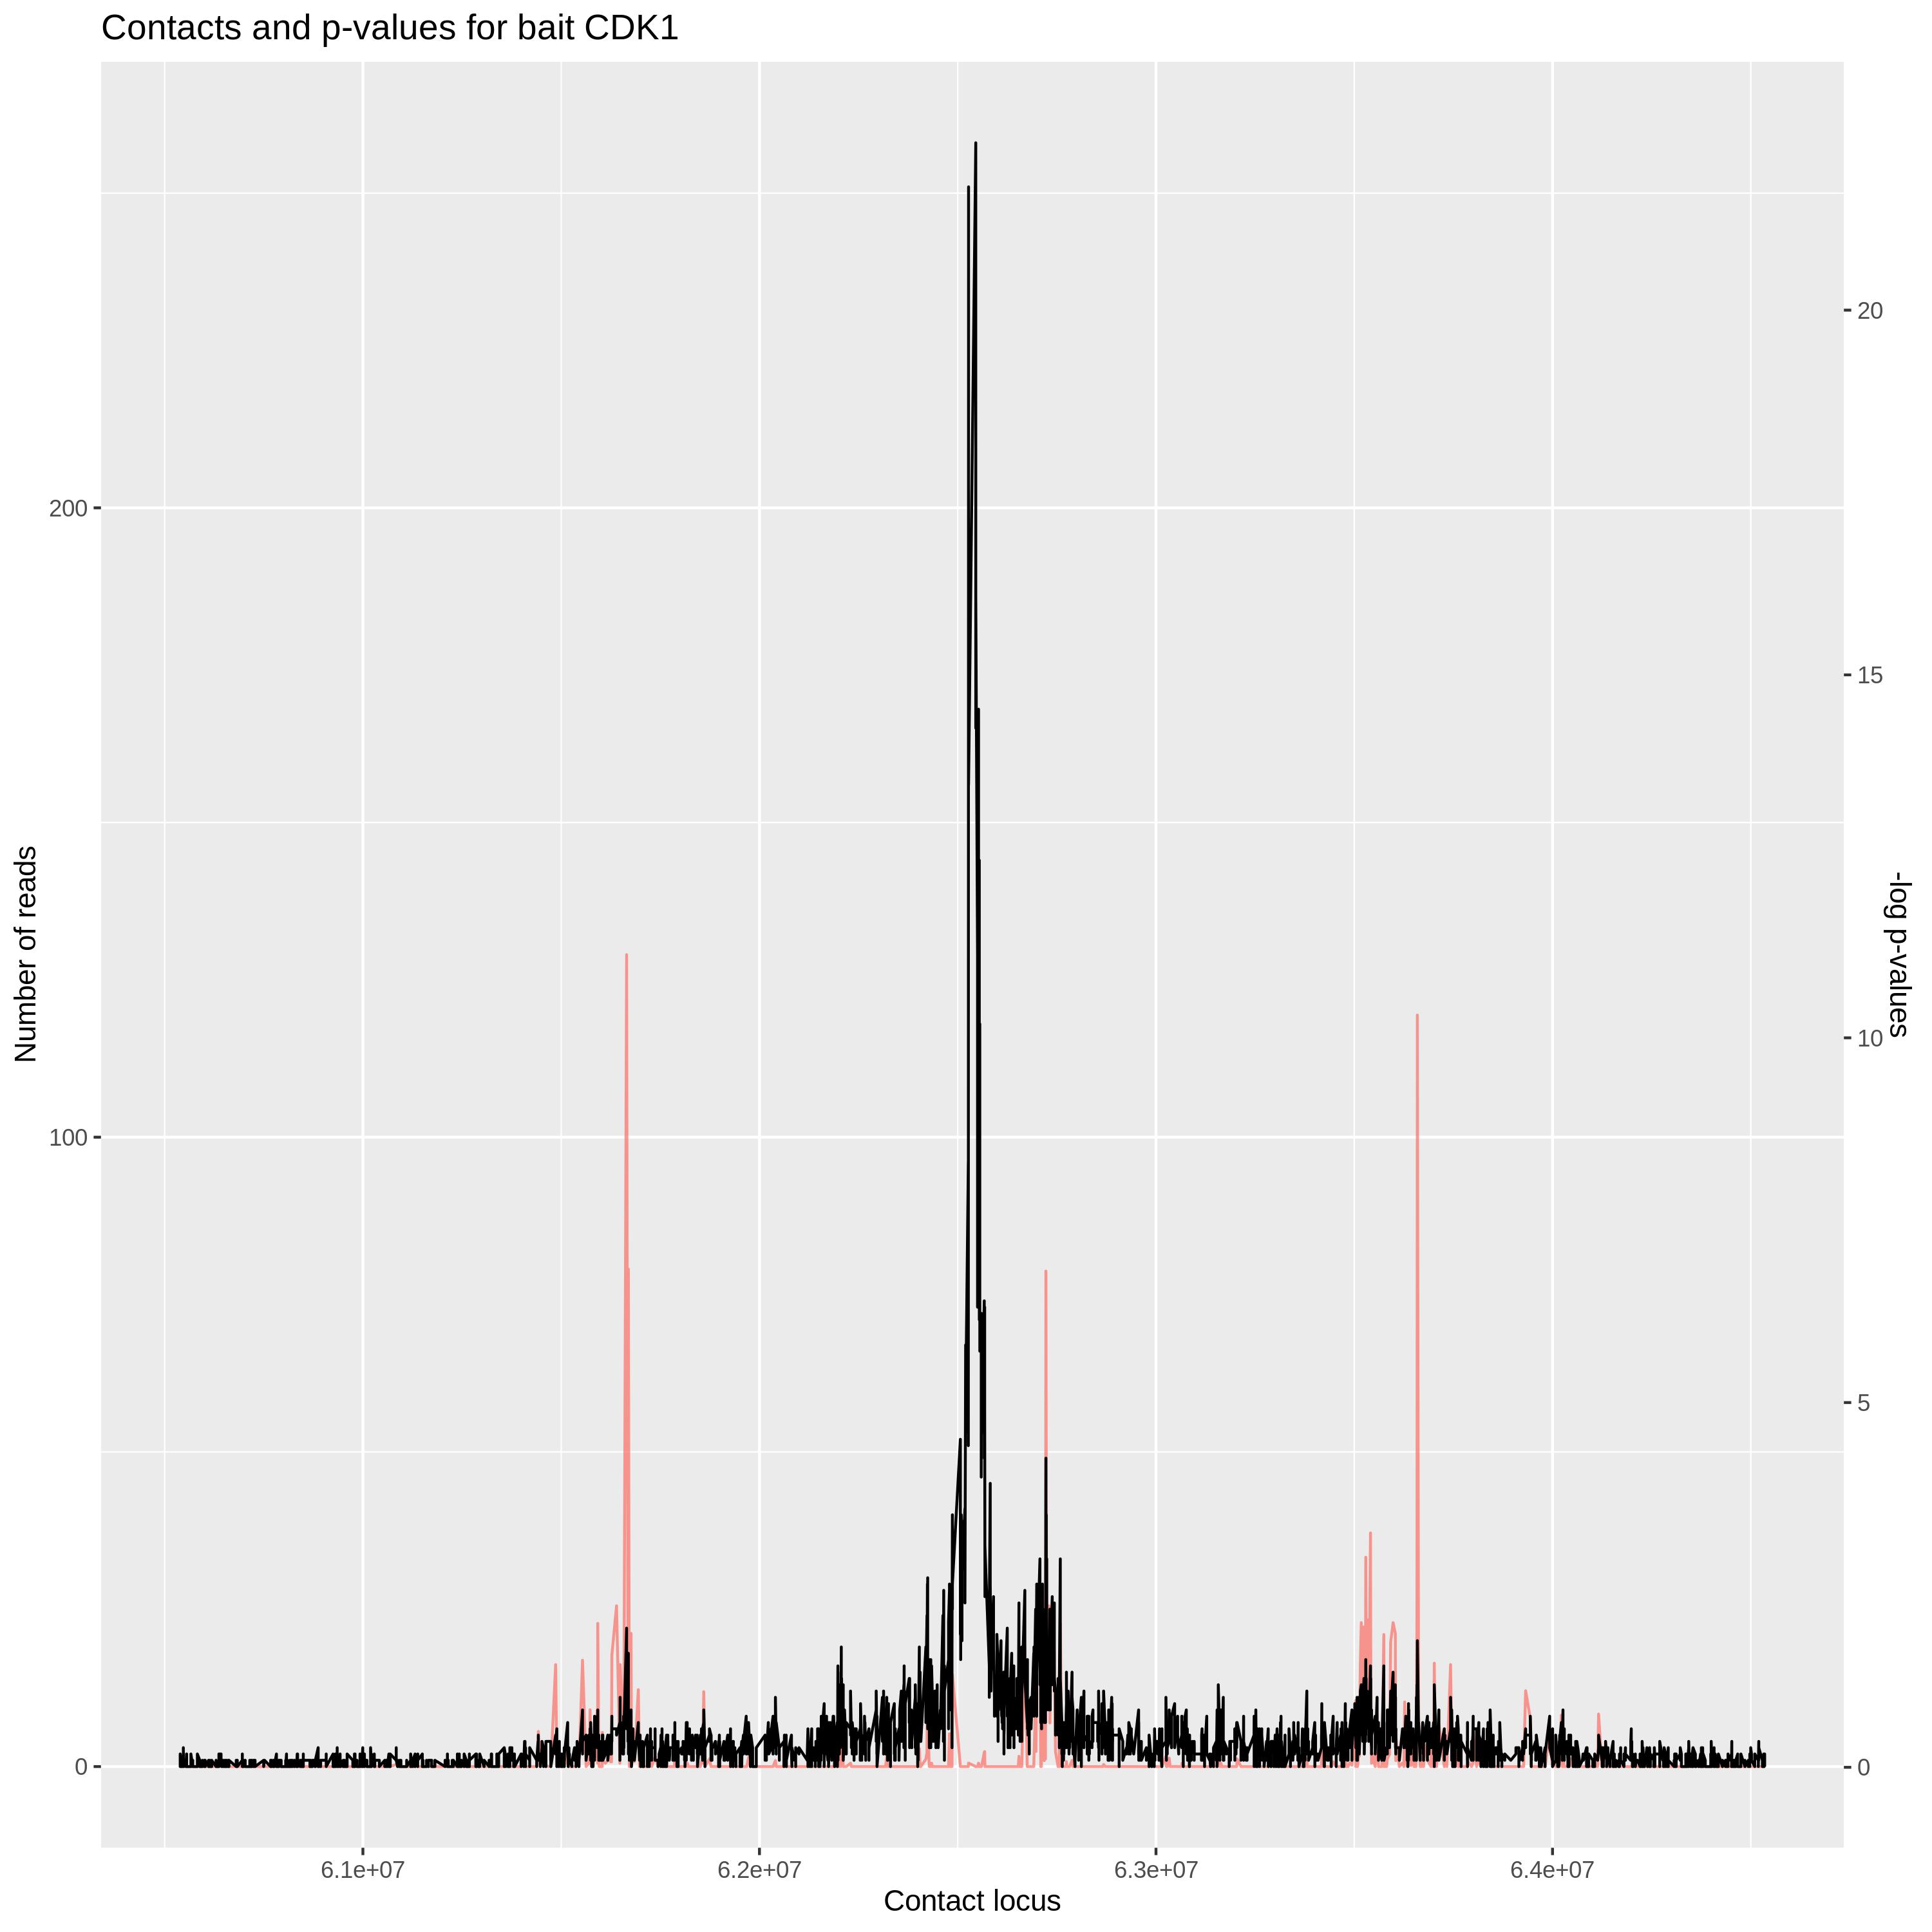 Contacts and p-values for bait CDK1
Number of reads
200
100
0
20
15
10
5
0
-log p-values
6.1e+07
6.2e+07
6.3e+07
6.4e+07
Contact locus